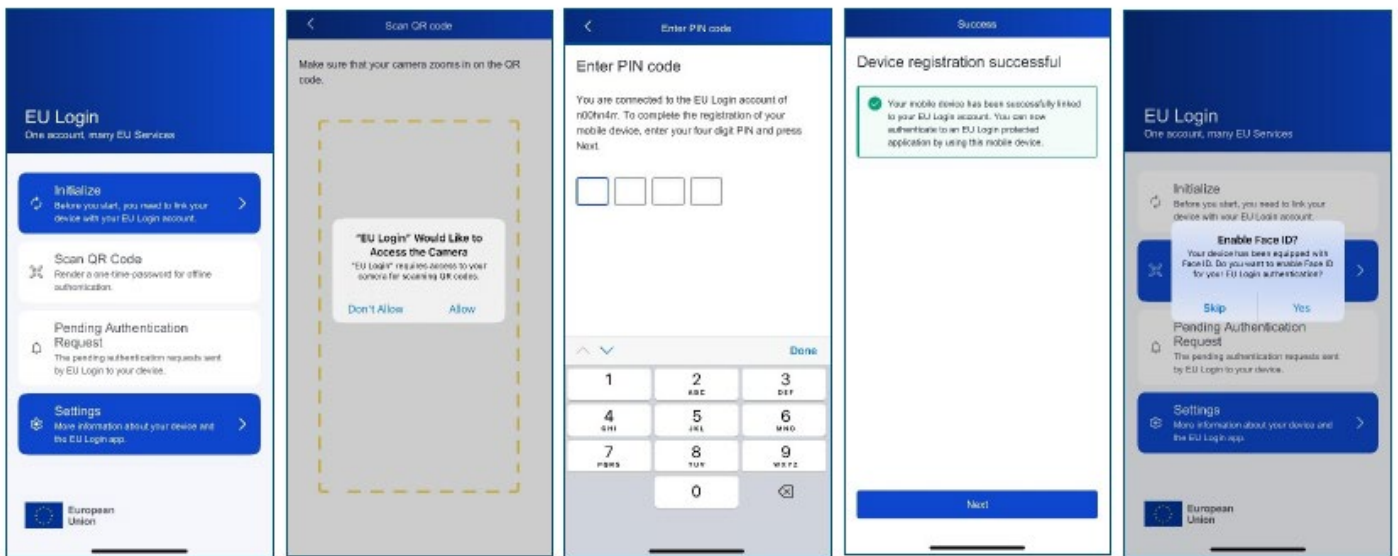 EU Login
One account, many EU Services
Initialize
Before you start, you need to link your
device with your EU Login account.
Scan QR Code
Render a one-time-password for offline
authentication.
Pending Authentication
Request
The pending authentication requests sent
by EU Login to your device.
Settings
More information about your device and
the EU Login app.
European
Union
Scan QR code
Make sure that your camera zooms in on the QR
code.
"EU Login" Would Like to
Access the Camera
"EU Login" requires access to your
camera for scanning QR codes.
Don't Allow Allow
Enter PIN code
Enter PIN code
You are connected to the EU Login account of
n00hn4rr. To complete the registration of your
mobile device, enter your four digit PIN and press
Next.
Done
1 2 3
ABC DEF
4 5 6
GHI JKL MNO
7 8 9
PQRS TUV WXYZ
0
Success
Device registration successful
Your mobile device has been successfully linked
to your EU Login account. You can now
authenticate to an EU Login protected
application by using this mobile device.
Next
EU Login
One account, many EU Services
Initialize
Before you start, you need to link your
device with your EU Login account.
Enable Face ID?
Your device has been equipped with
Face ID. Do you want to enable Face ID
for your EU Login authentication?
Skip Yes
Pending Authentication
Request
The pending authentication requests sent
by EU Login to your device.
Settings
More information about your device and
the EU Login app.
European
Union